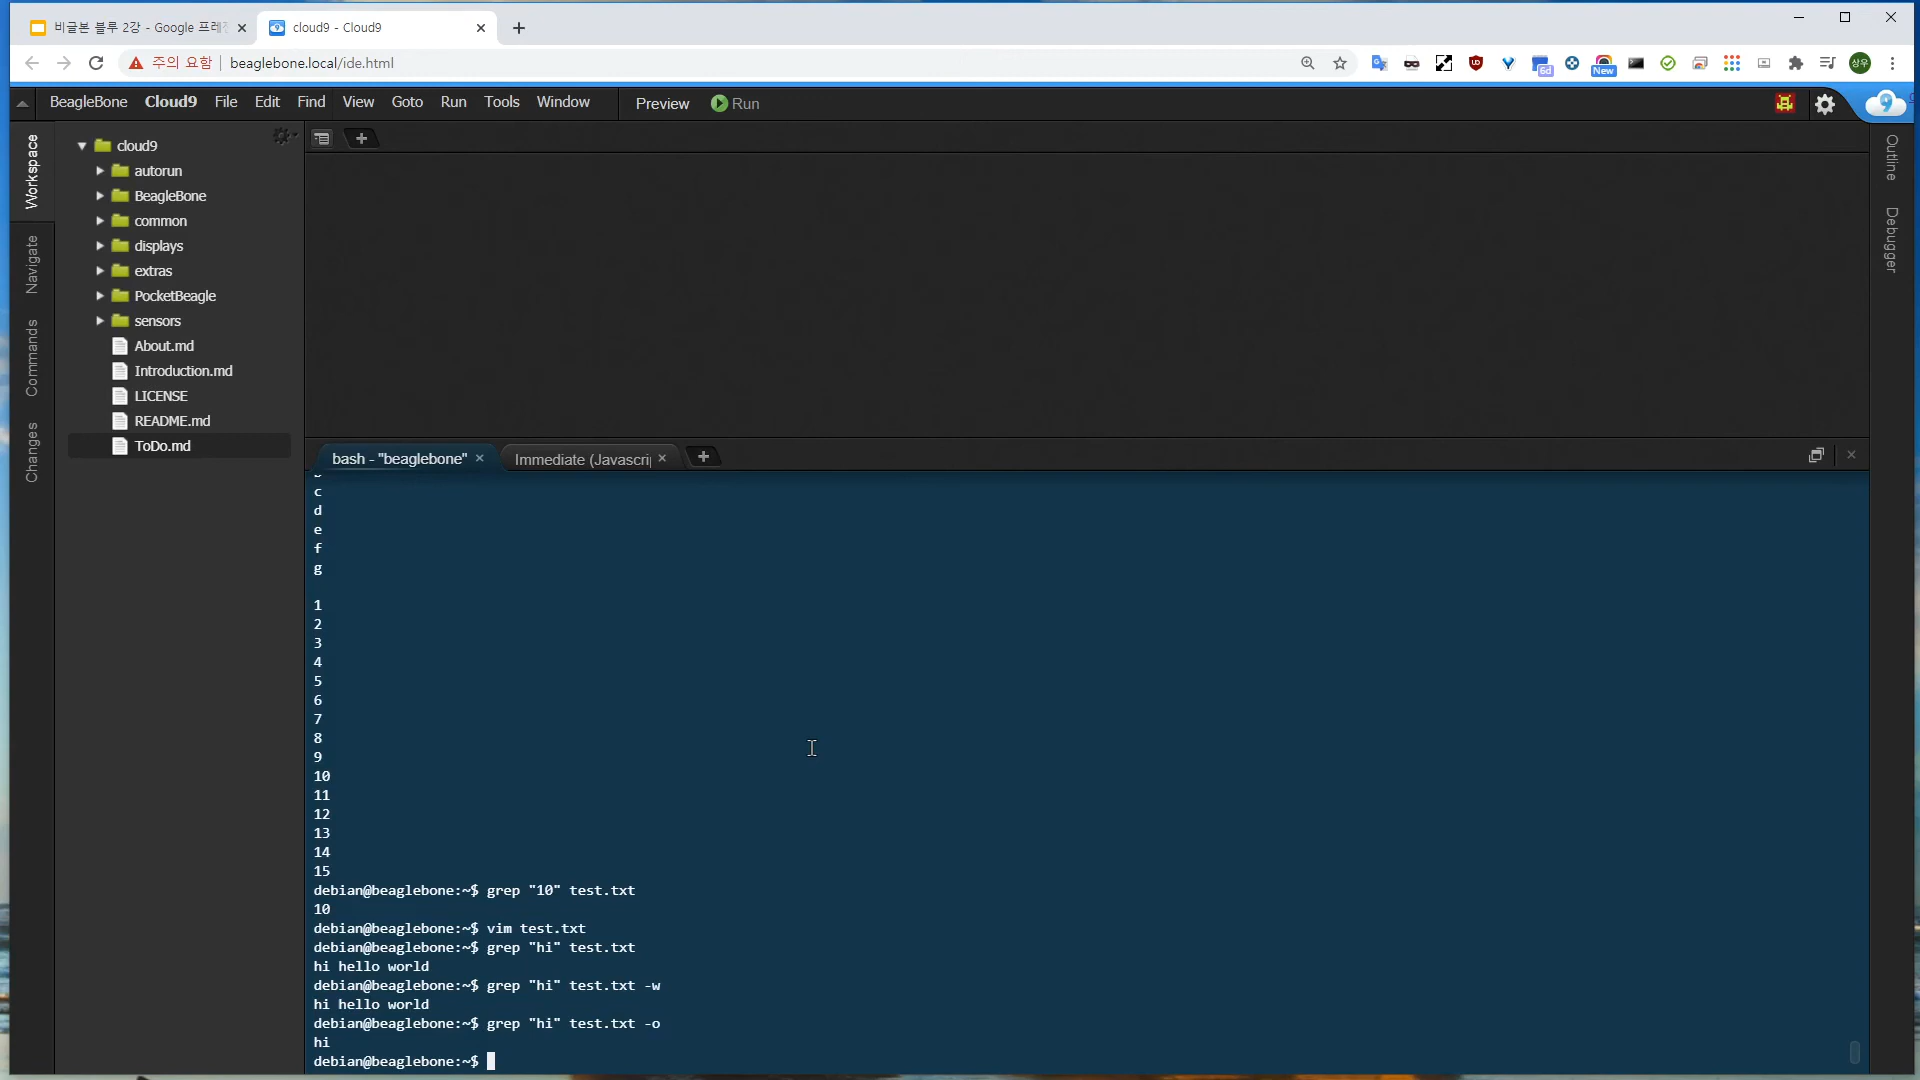 비글본 블루 2강 - Google 프레
cloud9 - Cloud9
주의 요함
beaglebone.local/ide.html
6d
New
상우
BeagleBone
Cloud9
File
Edit
Find
View
Goto
Run
Tools
Window
Preview
Run
9
Workspace
Navigate
Commands
Changes
cloud9
autorun
BeagleBone
common
displays
extras
PocketBeagle
sensors
About.md
Introduction.md
LICENSE
README.md
ToDo.md
Outline
Debugger
bash - "beaglebone"
Immediate (Javascri
c
d
e
f
g
1
2
3
4
5
6
7
8
9
10
11
12
13
14
15
debian@beaglebone:~$ grep "10" test.txt
10
debian@beaglebone:~$ vim test.txt
debian@beaglebone:~$ grep "hi" test.txt
hi hello world
debian@beaglebone:~$ grep "hi" test.txt -w
hi hello world
debian@beaglebone:~$ grep "hi" test.txt -o
hi
debian@beaglebone:~$